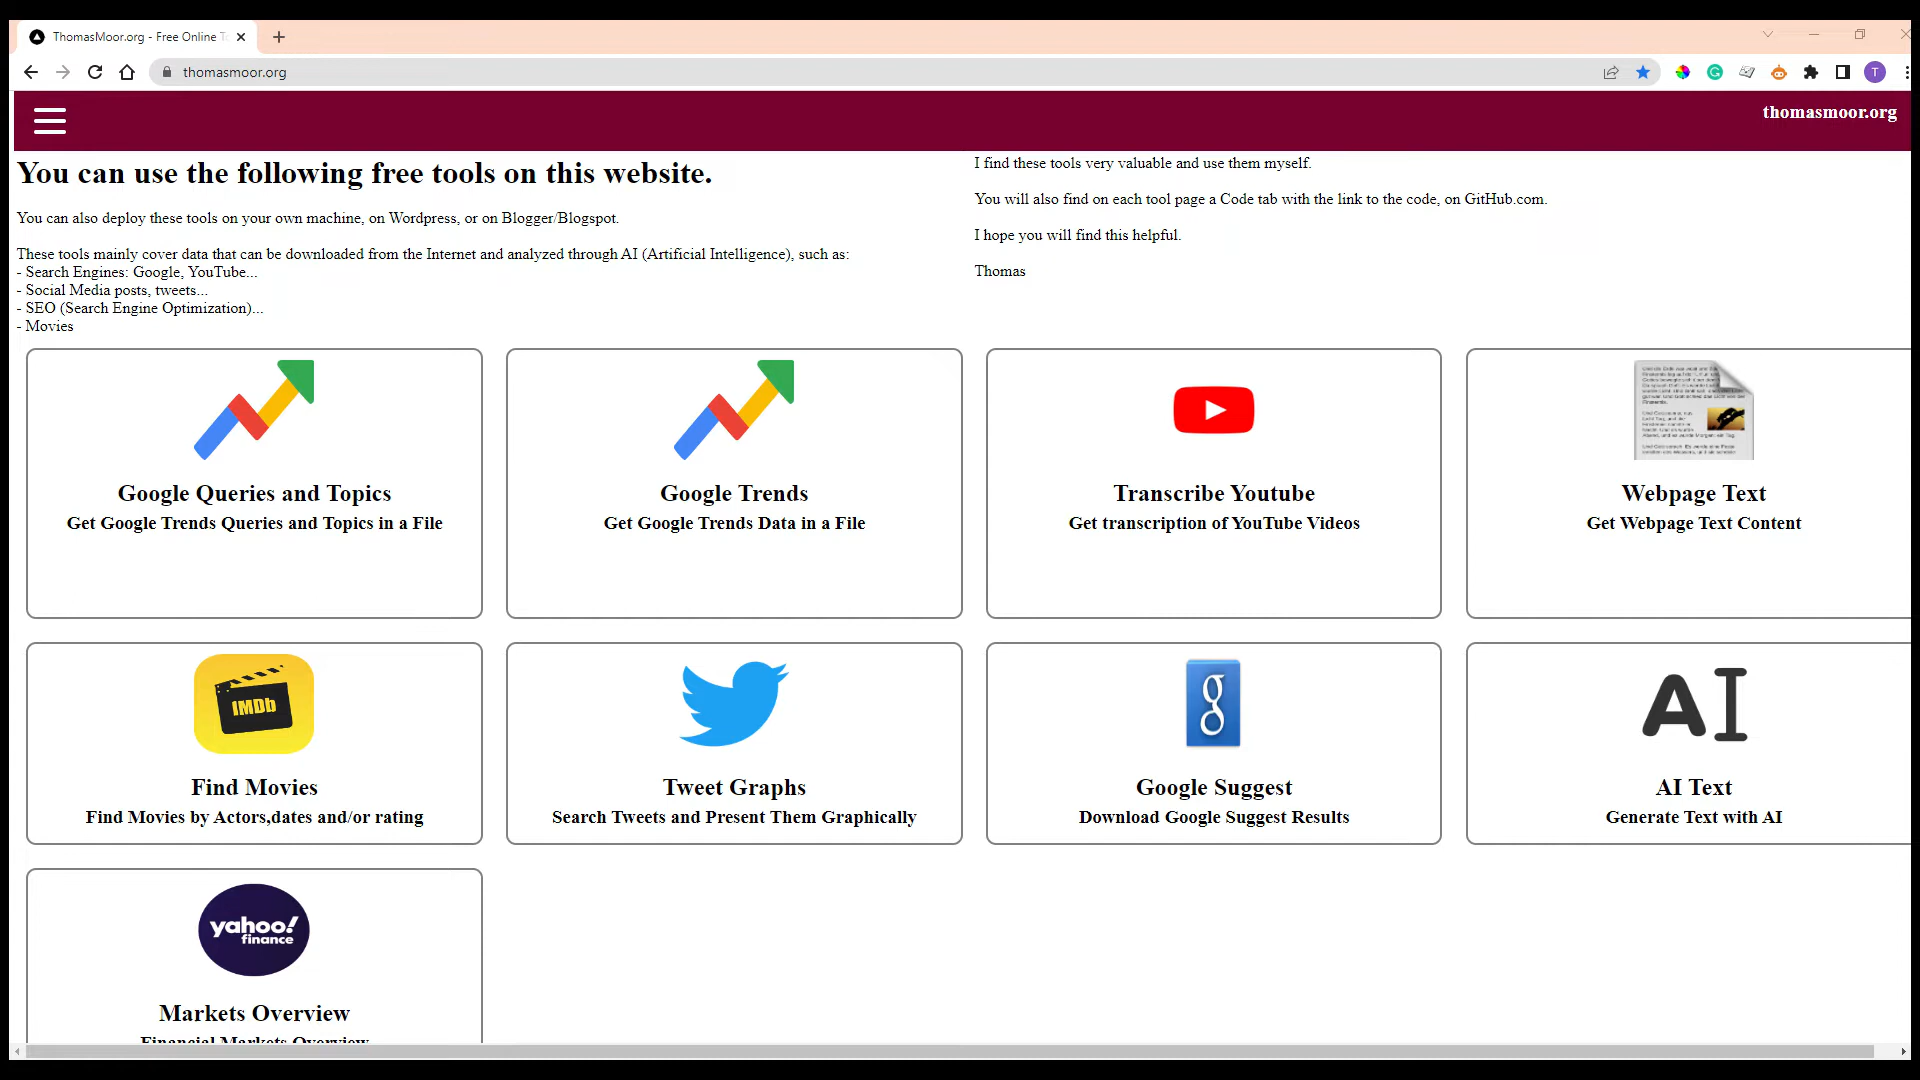 ThomasMoor.org - Free Online T
thomasmoor.org
G
T
thomasmoor.org
You can use the following free tools on this website.
You can also deploy these tools on your own machine, on Wordpress, or on Blogger/Blogspot.
These tools mainly cover data that can be downloaded from the Internet and analyzed through AI (Artificial Intelligence), such as:
- Search Engines: Google, YouTube...
- Social Media posts, tweets...
- SEO (Search Engine Optimization)...
- Movies
I find these tools very valuable and use them myself.
You will also find on each tool page a Code tab with the link to the code, on GitHub.com.
I hope you will find this helpful.
Thomas
Google Queries and Topics
Get Google Trends Queries and Topics in a File
Google Trends
Get Google Trends Data in a File
Transcribe Youtube
Get transcription of YouTube Videos
Webpage Text
Get Webpage Text Content
IMDb
Find Movies
Find Movies by Actors,dates and/or rating
Tweet Graphs
Search Tweets and Present Them Graphically
g
Google Suggest
Download Google Suggest Results
AI
AI Text
Generate Text with AI
yahoo!
finance
Markets Overview
Financial Markets Overview